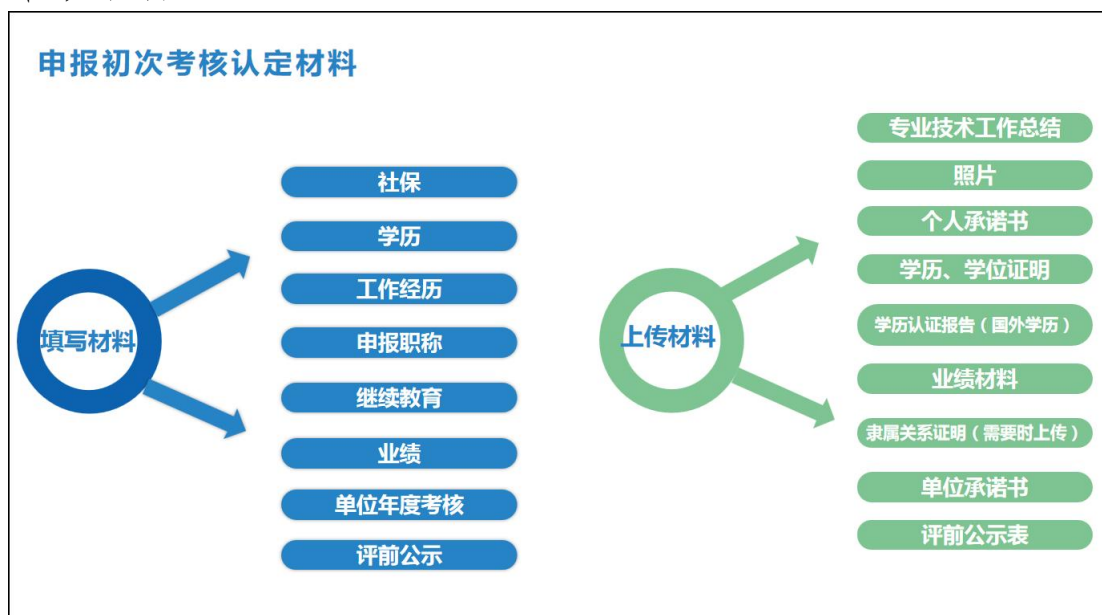 申报初次考核认定材料
填写材料
社保
学历
工作经历
申报职称
继续教育
业绩
单位年度考核
评前公示
上传材料
专业技术工作总结
照片
个人承诺书
学历、学位证明
学历认证报告（国外学历）
业绩材料
隶属关系证明（需要时上传）
单位承诺书
评前公示表